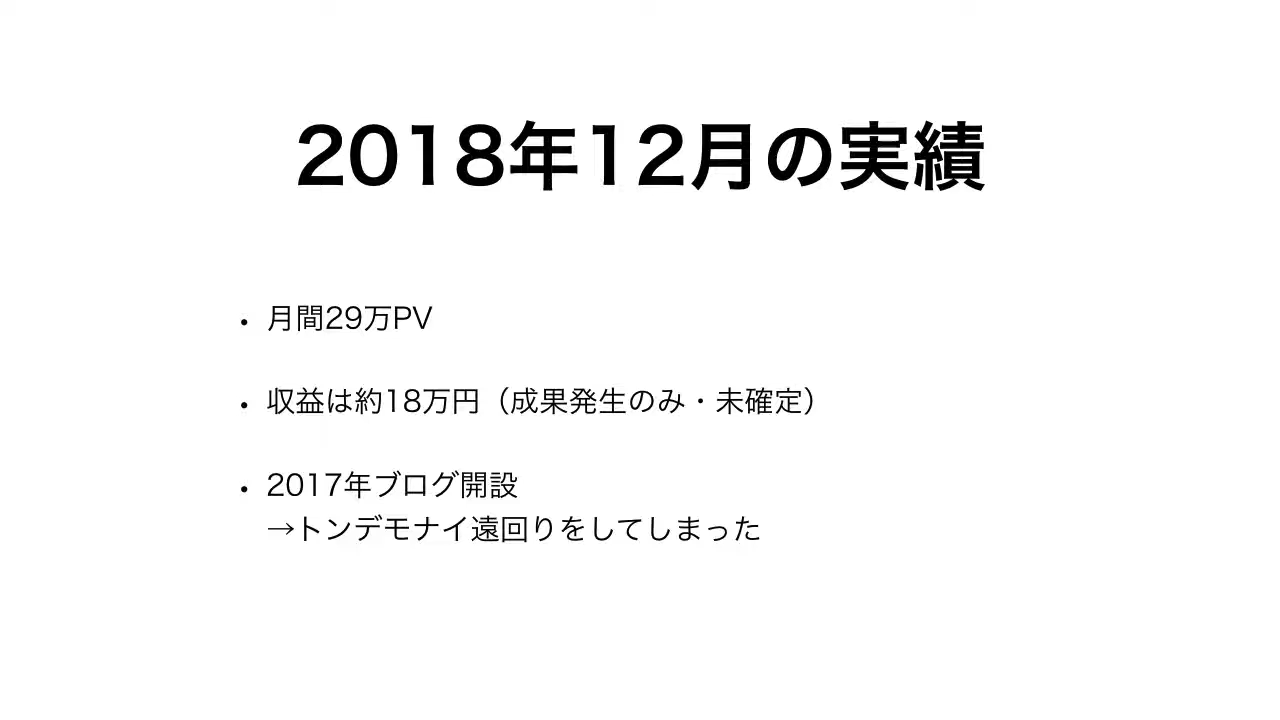 2018年12月の実績
• 月間29万PV
• 収益は約18万円（成果発生のみ・未確定）
• 2017年ブログ開設
→トンデモナイ遠回りをしてしまった